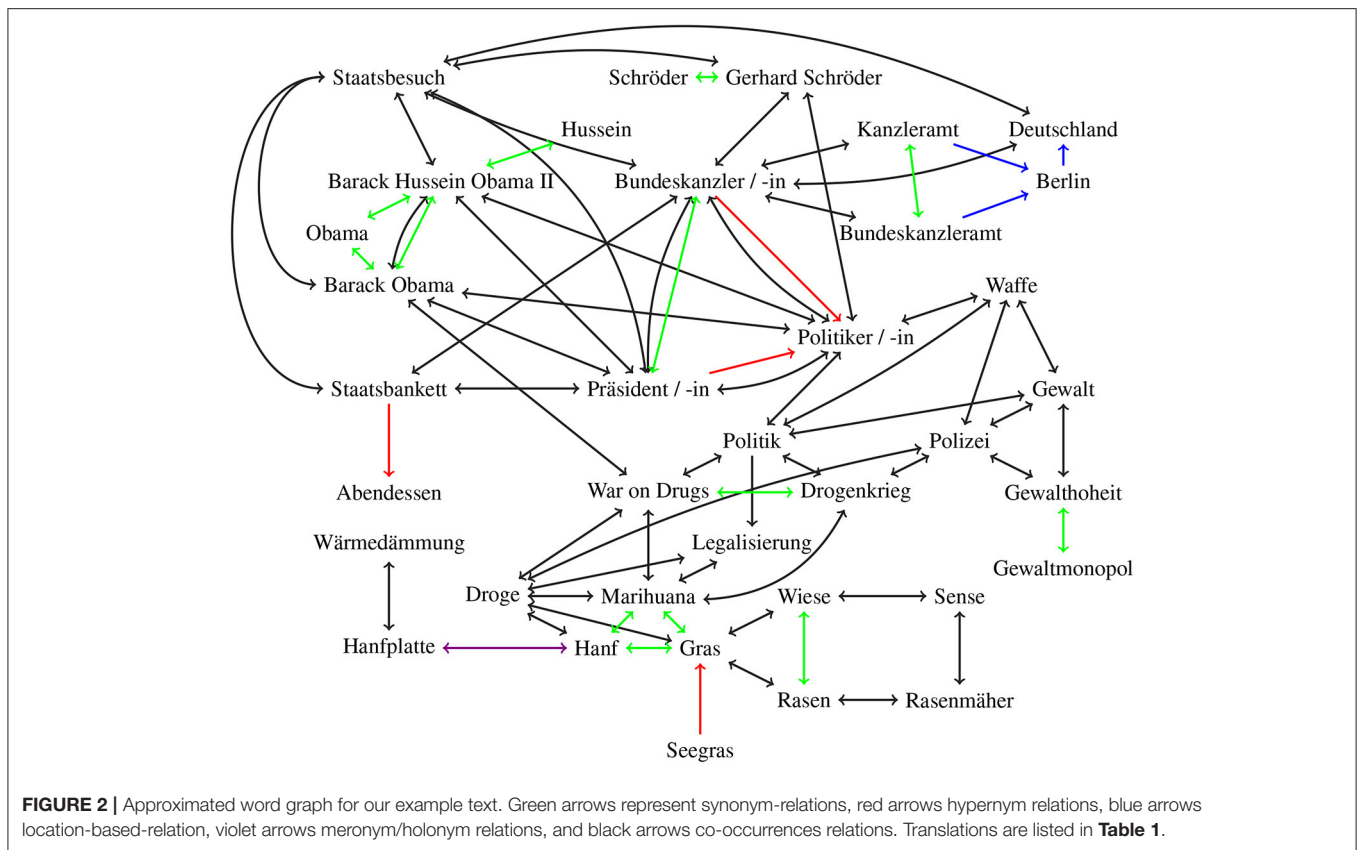 Staatsbesuch
Schröder
Gerhard Schröder
Hussein
Kanzleramt
Deutschland
Barack Hussein Obama II
Bundeskanzler / -in
Berlin
Obama
Bundeskanzleramt
Barack Obama
Waffe
Politiker / -in
Staatsbankett
Präsident / -in
Gewalt
Politik
Polizei
Abendessen
War on Drugs
Drogenkrieg
Gewalthoheit
Wärmedämmung
Legalisierung
Gewaltmonopol
Droge
Marihuana
Wiese
Sense
Hanfplatte
Hanf
Gras
Rasen
Rasenmäher
Seegras
FIGURE 2 | Approximated word graph for our example text. Green arrows represent synonym-relations, red arrows hypernym relations, blue arrows
location-based-relation, violet arrows meronym/holonym relations, and black arrows co-occurrences relations. Translations are listed in Table 1.